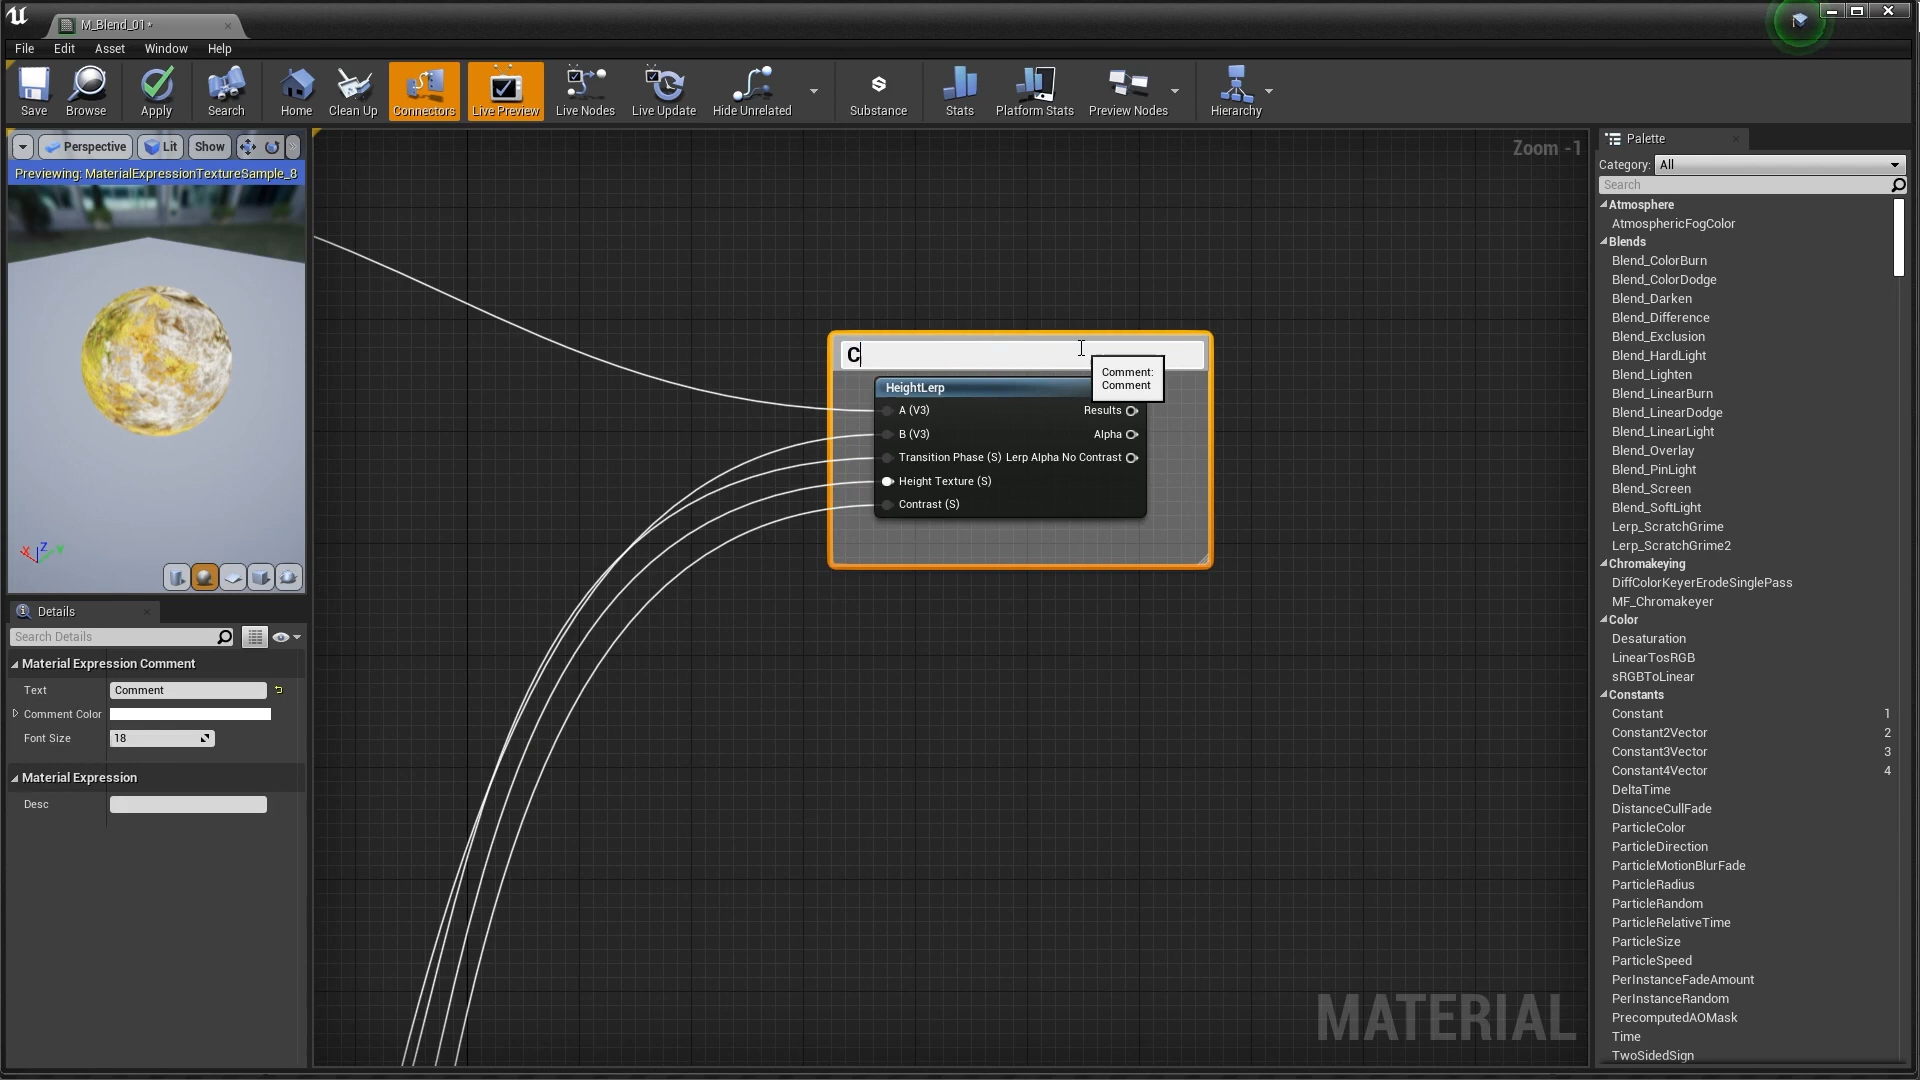 M_Blend_01*
File Edit Asset Window Help
Save Browse Apply Search Home Clean Up Connectors Live Preview Live Nodes Live Update Hide Unrelated Substance Stats Platform Stats Preview Nodes Hierarchy
Perspective Lit Show
Previewing: MaterialExpressionTextureSample_8
X Z Y
Details
Search Details
Material Expression Comment
Text Comment
Comment Color
Font Size 18
Material Expression
Desc
Zoom -1
C
Comment:
Comment
HeightLerp
A (V3) Results
B (V3) Alpha
Transition Phase (S) Lerp Alpha No Contrast
Height Texture (S)
Contrast (S)
MATERIAL
Palette
Category: All
Search
Atmosphere
AtmosphericFogColor
Blends
Blend_ColorBurn
Blend_ColorDodge
Blend_Darken
Blend_Difference
Blend_Exclusion
Blend_HardLight
Blend_Lighten
Blend_LinearBurn
Blend_LinearDodge
Blend_LinearLight
Blend_Overlay
Blend_PinLight
Blend_Screen
Blend_SoftLight
Lerp_ScratchGrime
Lerp_ScratchGrime2
Chromakeying
DiffColorKeyerErodeSinglePass
MF_Chromakeyer
Color
Desaturation
LinearTosRGB
sRGBToLinear
Constants
Constant 1
Constant2Vector 2
Constant3Vector 3
Constant4Vector 4
DeltaTime
DistanceCullFade
ParticleColor
ParticleDirection
ParticleMotionBlurFade
ParticleRadius
ParticleRandom
ParticleRelativeTime
ParticleSize
ParticleSpeed
PerInstanceFadeAmount
PerInstanceRandom
PrecomputedAOMask
Time
TwoSidedSign